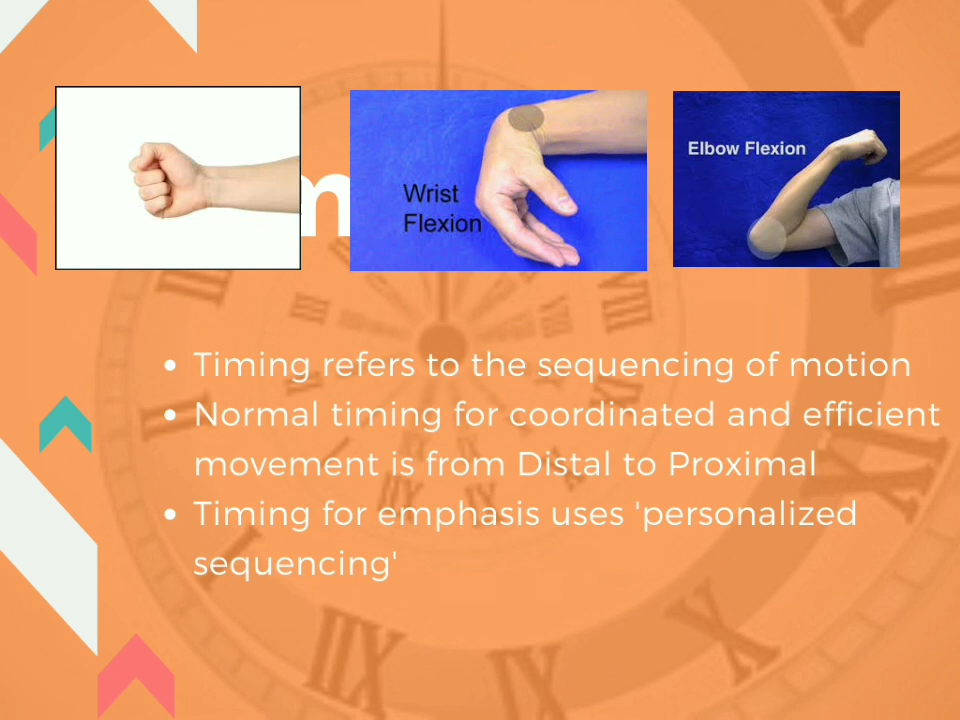 Wrist
Flexion
Elbow Flexion
Timing refers to the sequencing of motion
Normal timing for coordinated and efficient
movement is from Distal to Proximal
Timing for emphasis uses 'personalized
sequencing'